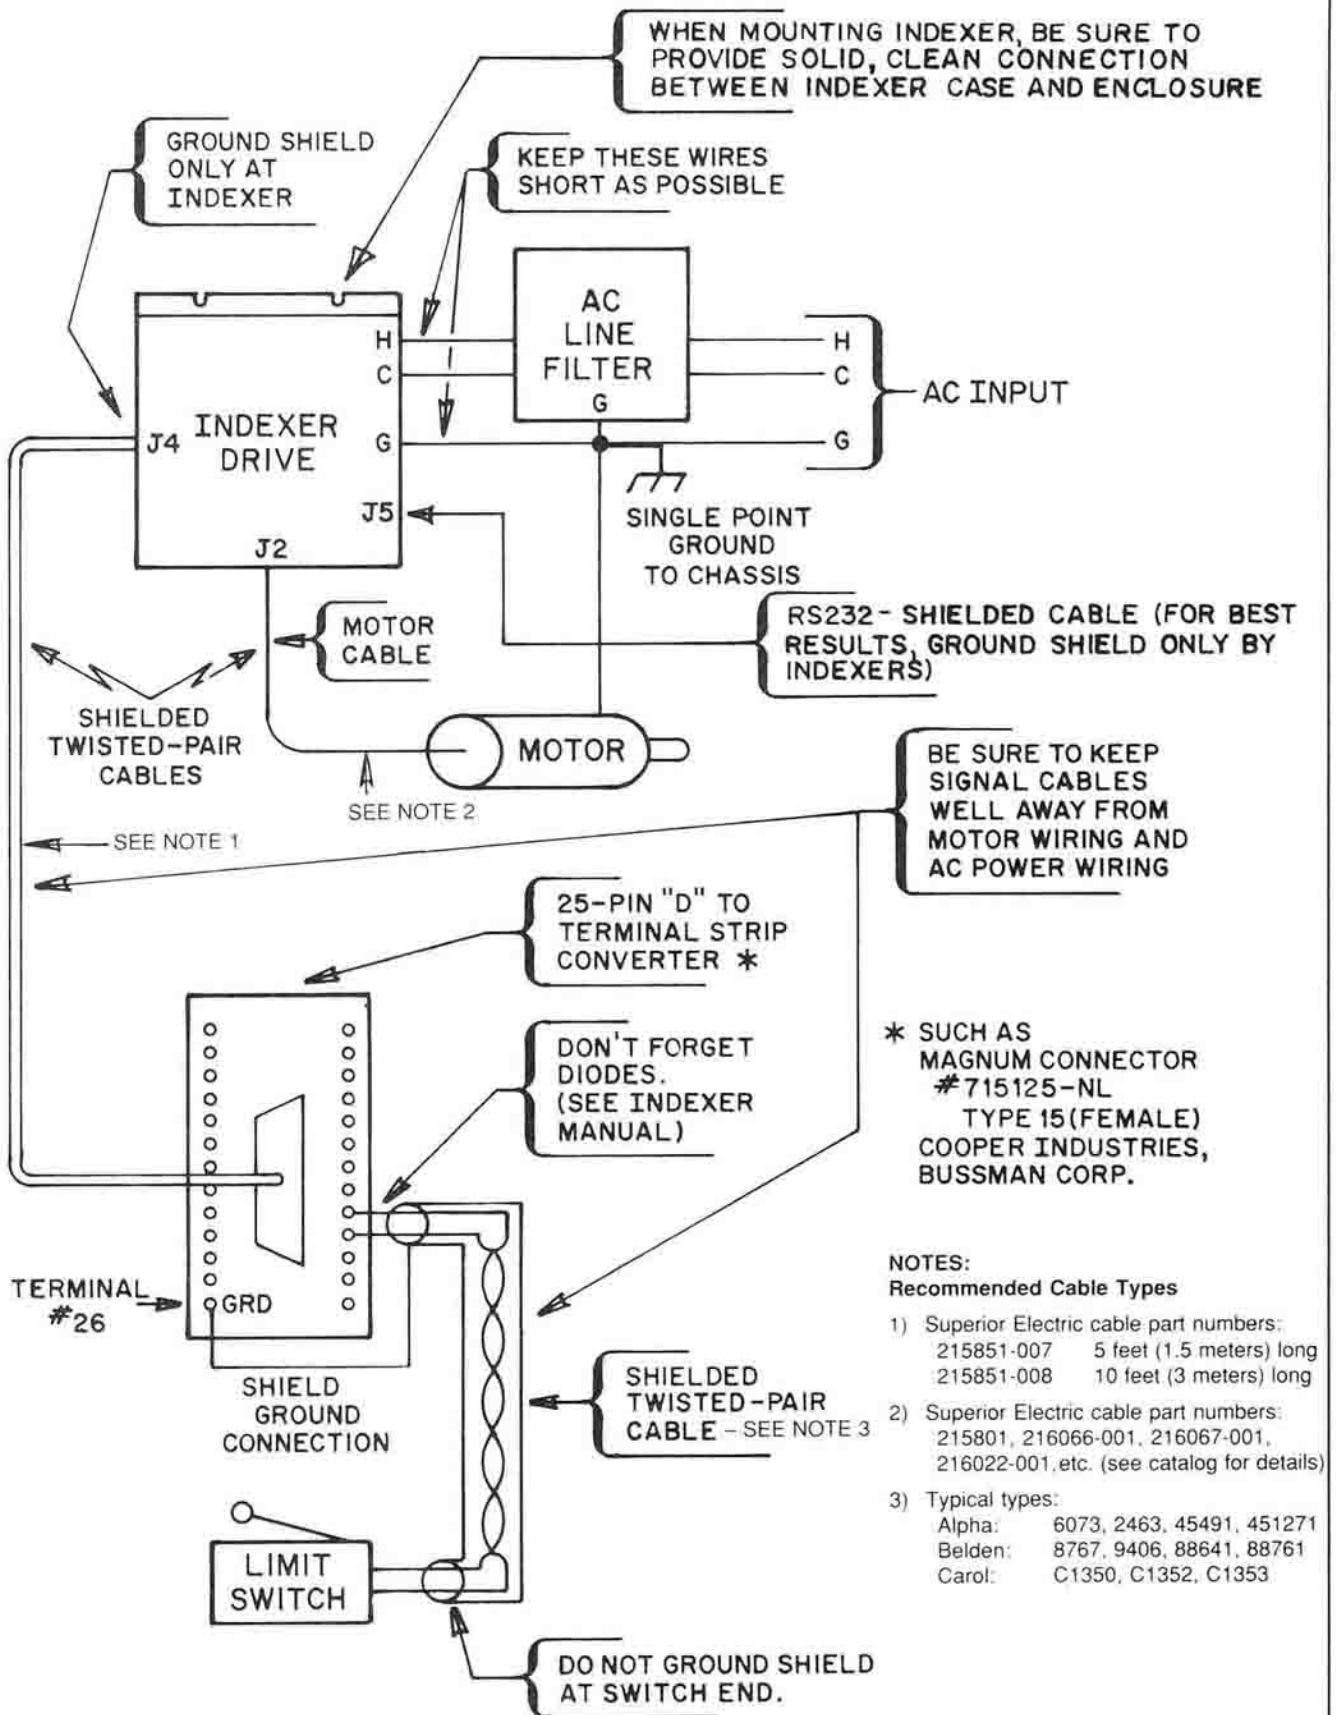 WHEN MOUNTING INDEXER, BE SURE TO
PROVIDE SOLID, CLEAN CONNECTION
BETWEEN INDEXER CASE AND ENCLOSURE
GROUND SHIELD
ONLY AT
INDEXER
KEEP THESE WIRES
SHORT AS POSSIBLE
AC
LINE
FILTER
G
H
C
G
J4
INDEXER
DRIVE
J5
J2
H
C
G
AC INPUT
SINGLE POINT
GROUND
TO CHASSIS
MOTOR
CABLE
RS232- SHIELDED CABLE (FOR BEST
RESULTS, GROUND SHIELD ONLY BY
INDEXERS)
SHIELDED
TWISTED-PAIR
CABLES
MOTOR
SEE NOTE 2
SEE NOTE 1
BE SURE TO KEEP
SIGNAL CABLES
WELL AWAY FROM
MOTOR WIRING AND
AC POWER WIRING
25-PIN "D" TO
TERMINAL STRIP
CONVERTER *
DON'T FORGET
DIODES.
(SEE INDEXER
MANUAL)
* SUCH AS
MAGNUM CONNECTOR
#715125-NL
TYPE 15 (FEMALE)
COOPER INDUSTRIES,
BUSSMAN CORP.
TERMINAL
#26
GRD
SHIELD
GROUND
CONNECTION
SHIELDED
TWISTED-PAIR
CABLE - SEE NOTE 3
LIMIT
SWITCH
DO NOT GROUND SHIELD
AT SWITCH END.
NOTES:
Recommended Cable Types
1) Superior Electric cable part numbers:
215851-007 5 feet (1.5 meters) long
215851-008 10 feet (3 meters) long
2) Superior Electric cable part numbers:
215801, 216066-001, 216067-001,
216022-001, etc. (see catalog for details)
3) Typical types:
Alpha: 6073, 2463, 45491, 451271
Belden: 8767, 9406, 88641, 88761
Carol: C1350, C1352, C1353